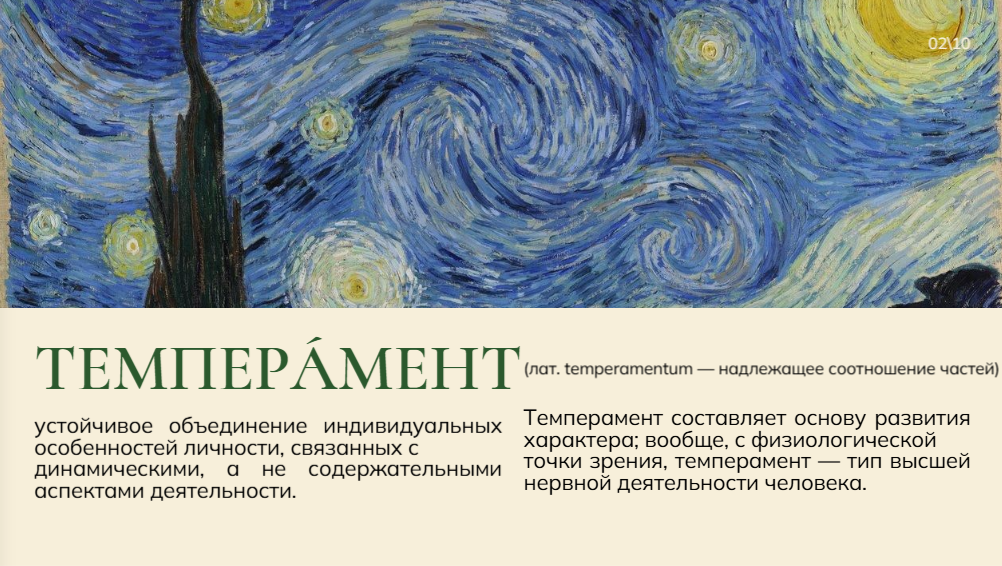 02\10
ТЕМПЕРА́МЕНТ (лат. temperamentum — надлежащее соотношение частей)
устойчивое объединение индивидуальных
особенностей личности, связанных с
динамическими, а не содержательными
аспектами деятельности.
Темперамент составляет основу развития
характера; вообще, с физиологической
точки зрения, темперамент — тип высшей
нервной деятельности человека.